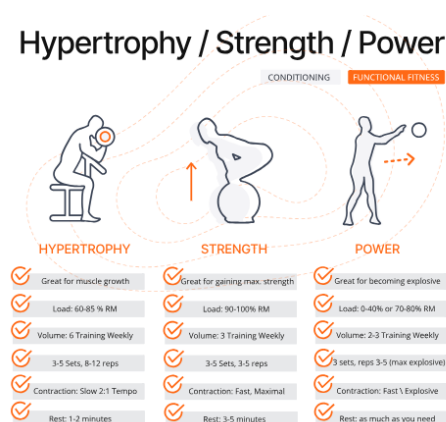 Hypertrophy / Strength / Power
CONDITIONING
FUNCTIONAL FITNESS
HYPERTROPHY
Great for muscle growth
Load: 60-85 % RM
Volume: 6 Training Weekly
3-5 Sets, 8-12 reps
Contraction: Slow 2:1 Tempo
Rest: 1-2 minutes
STRENGTH
Great for gaining max. strength
Load: 90-100% RM
Volume: 3 Training Weekly
3-5 Sets, 3-5 reps
Contraction: Fast, Maximal
Rest: 3-5 minutes
POWER
Great for becoming explosive
Load: 0-40% or 70-80% RM
Volume: 2-3 Training Weekly
3 sets, reps 3-5 (max explosive)
Contraction: Fast \ Explosive
Rest: as much as you need